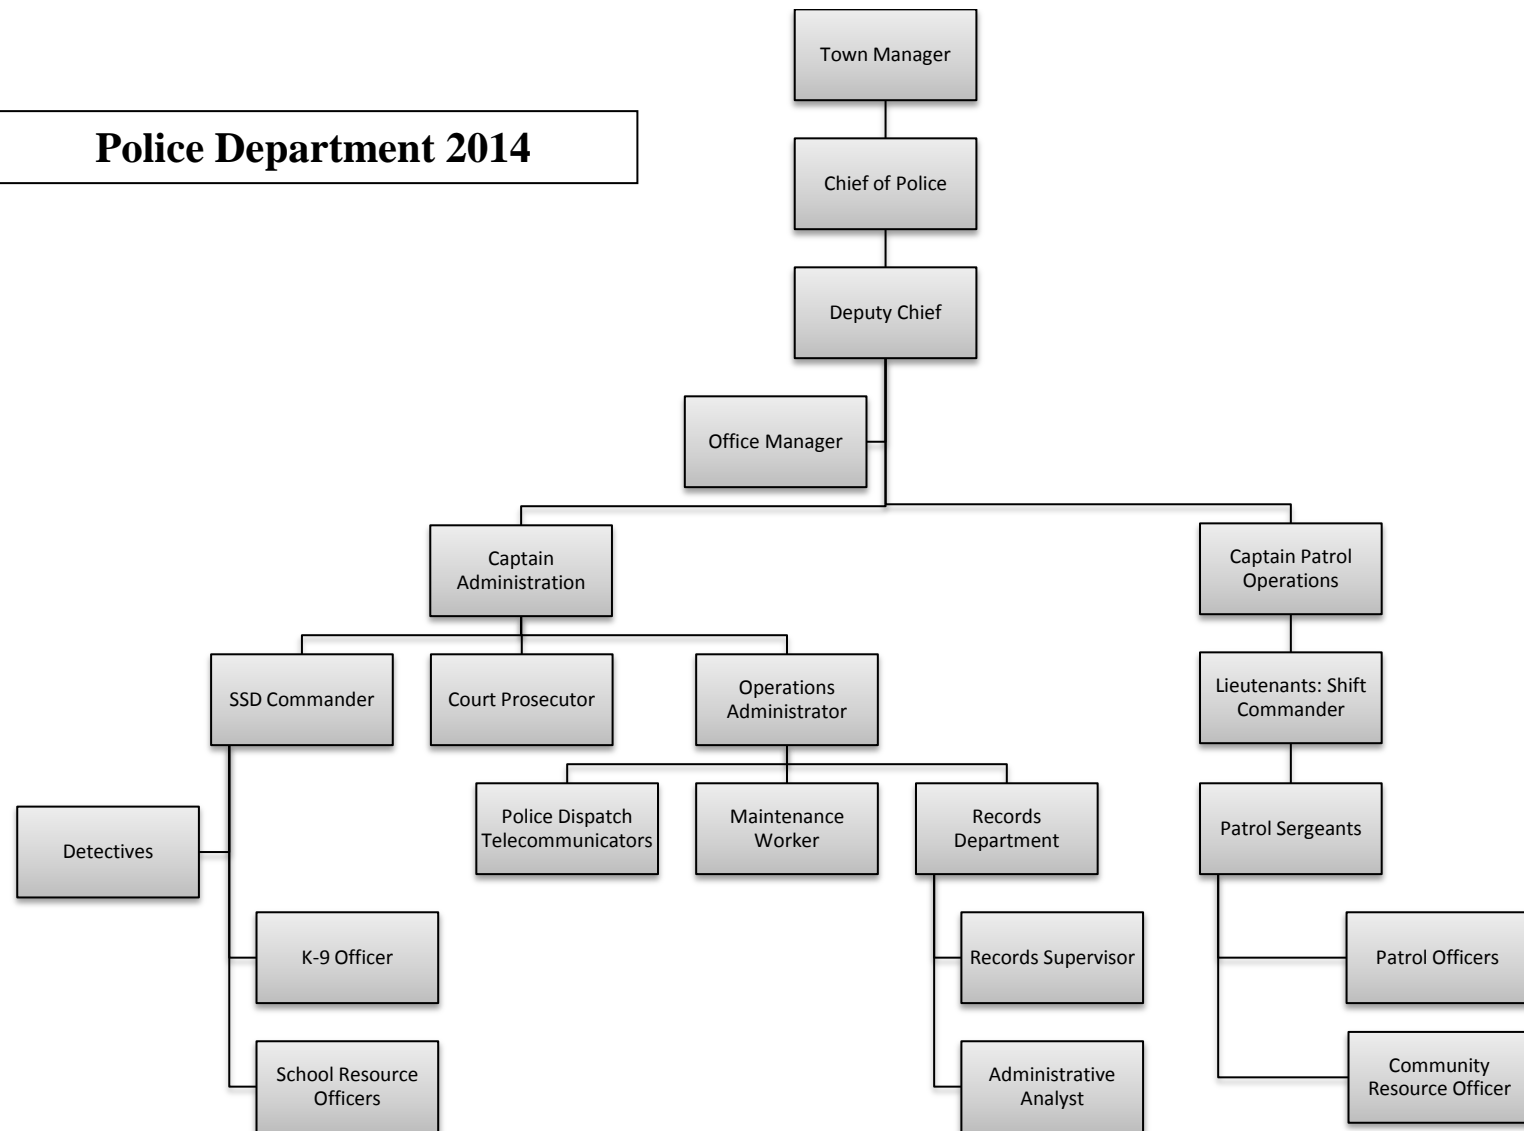 Town Manager
Police Department 2014
Chief of Police
Deputy Chief
Office Manager
Captain
Administration
Captain Patrol
Operations
SSD Commander
Court Prosecutor
Operations
Administrator
Lieutenants: Shift
Commander
Police Dispatch
Telecommunicators
Maintenance
Worker
Records
Department
Patrol Sergeants
Detectives
K-9 Officer
Records Supervisor
Patrol Officers
School Resource
Officers
Administrative
Analyst
Community
Resource Officer